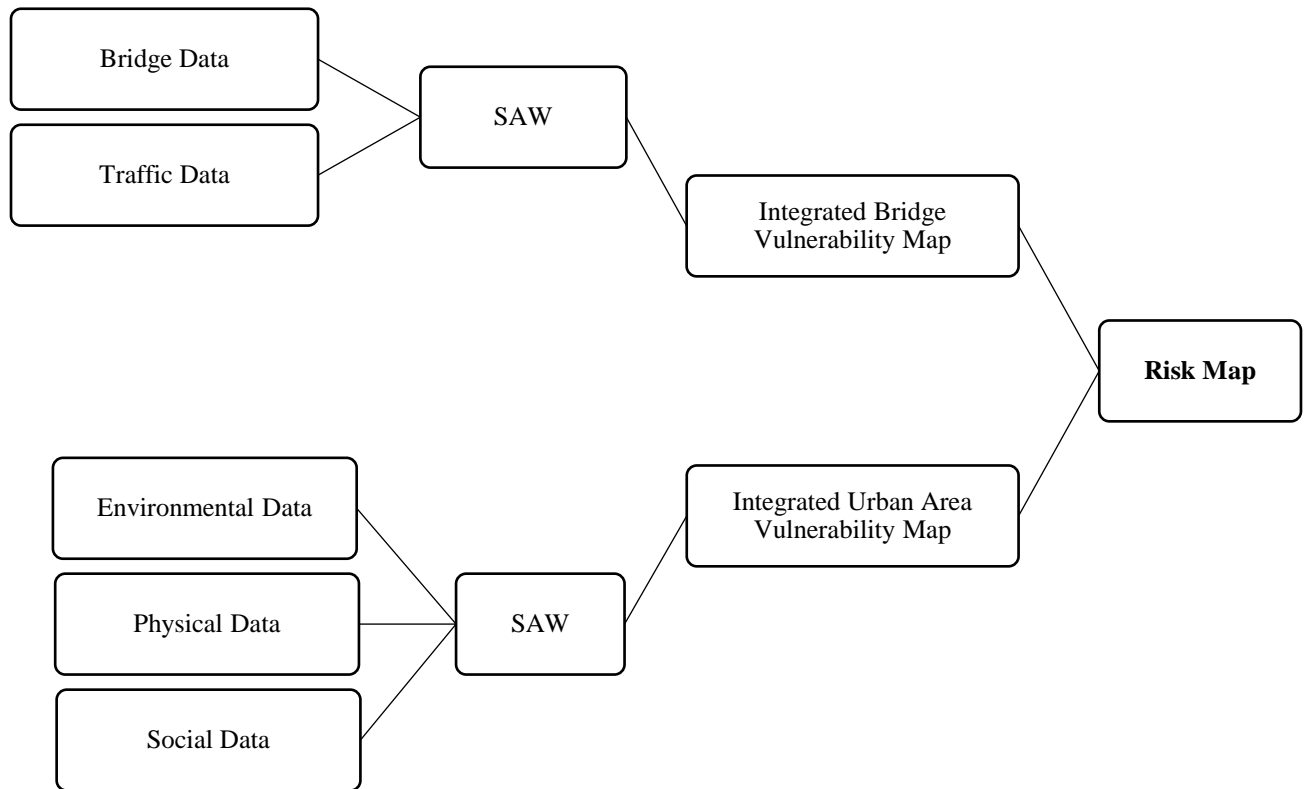 Bridge Data
Traffic Data
SAW
Integrated Bridge
Vulnerability Map
Risk Map
Environmental Data
Physical Data
Social Data
SAW
Integrated Urban Area
Vulnerability Map